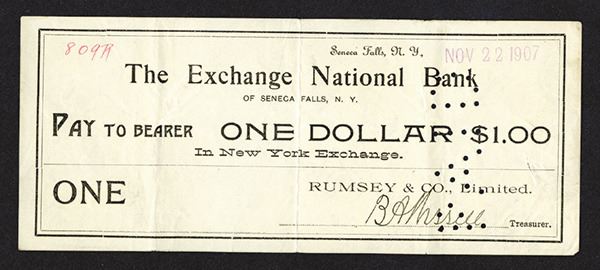 809
Seneca Falls, N. Y. NOV 22 1907
The Exchange National Bank
OF SENECA FALLS, N. Y.
PAY TO BEARER ONE DOLLAR $1.00
In New York Exchange.
ONE
RUMSEY & CO., Limited.
Treasurer.